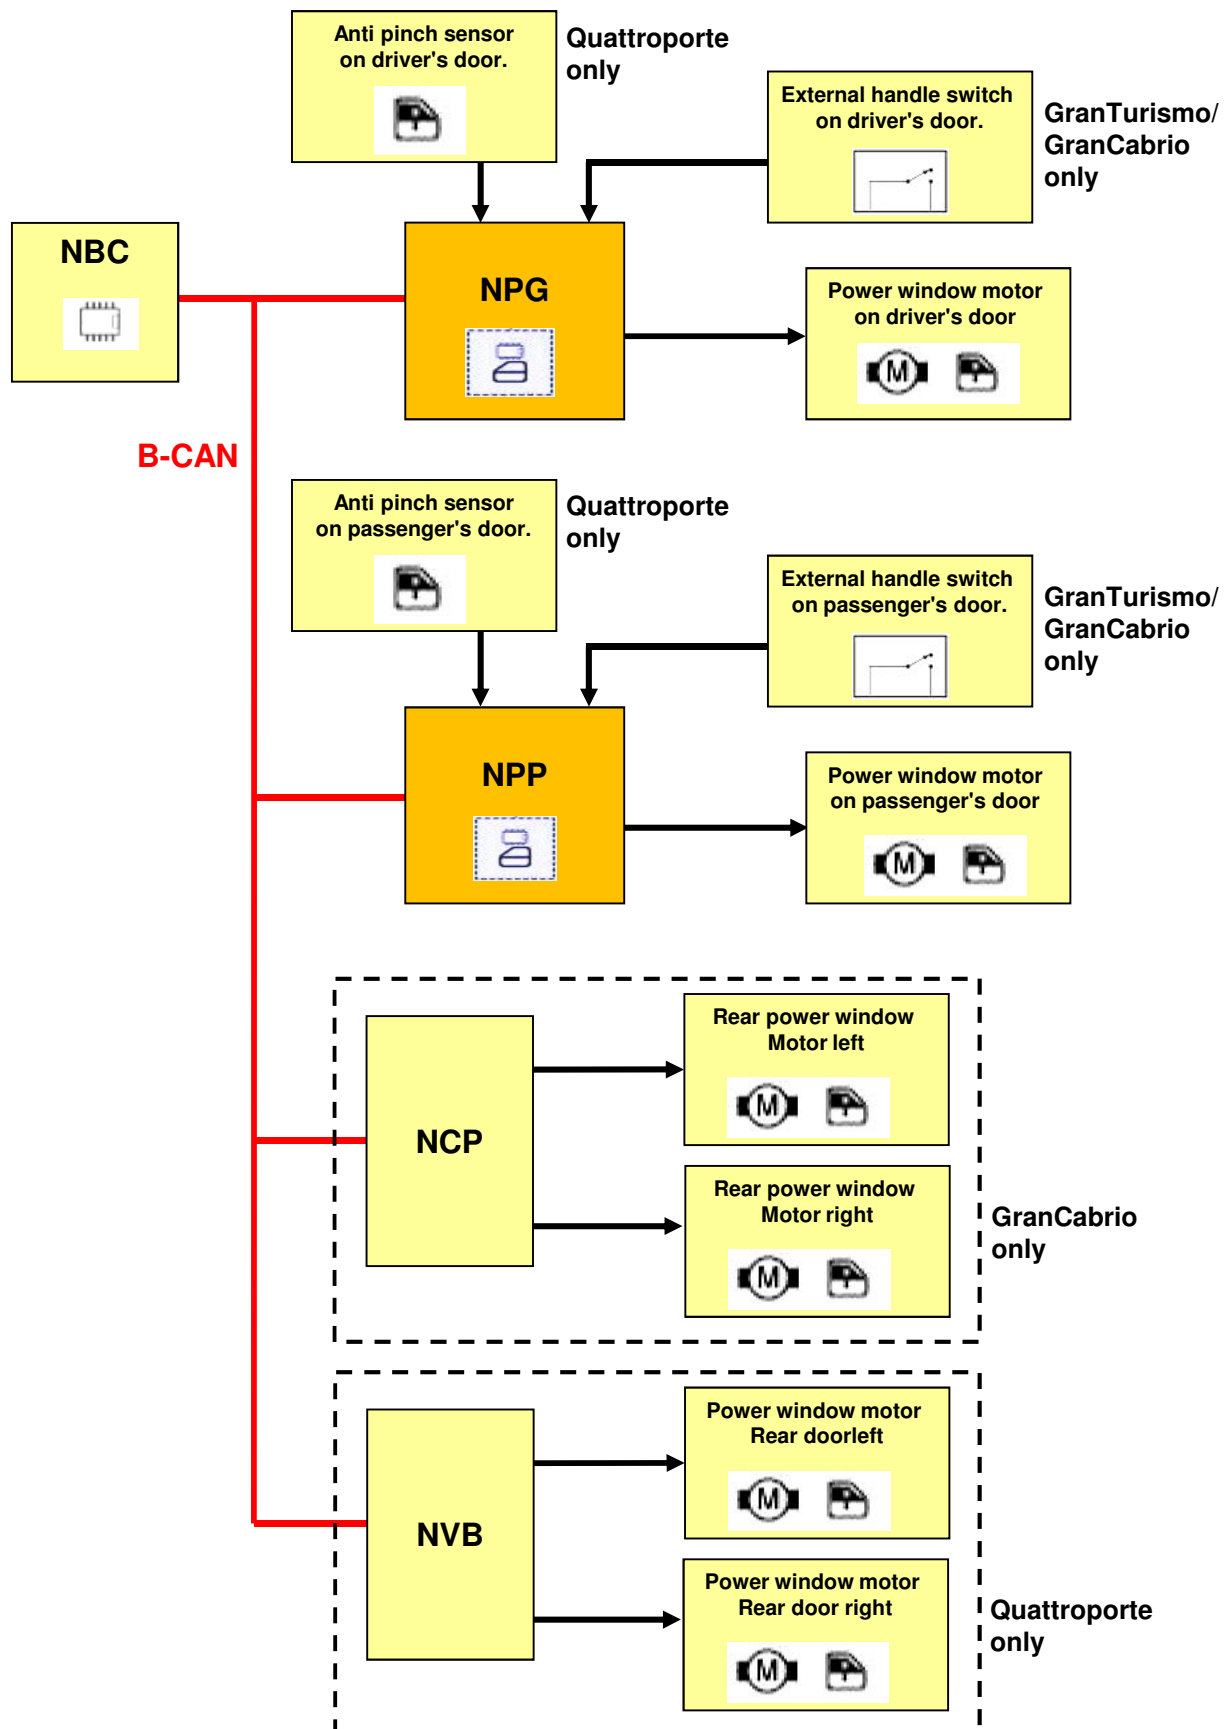 Anti pinch sensor
on driver's door.
Quattroporte
only
External handle switch
on driver's door.
GranTurismo/
GranCabrio
only
NBC
NPG
Power window motor
on driver's door
M
B-CAN
Anti pinch sensor
on passenger's door.
Quattroporte
only
External handle switch
on passenger's door.
GranTurismo/
GranCabrio
only
NPP
Power window motor
on passenger's door
M
Rear power window
Motor left
M
NCP
Rear power window
Motor right
M
GranCabrio
only
Power window motor
Rear doorleft
M
NVB
Power window motor
Rear door right
M
Quattroporte
only